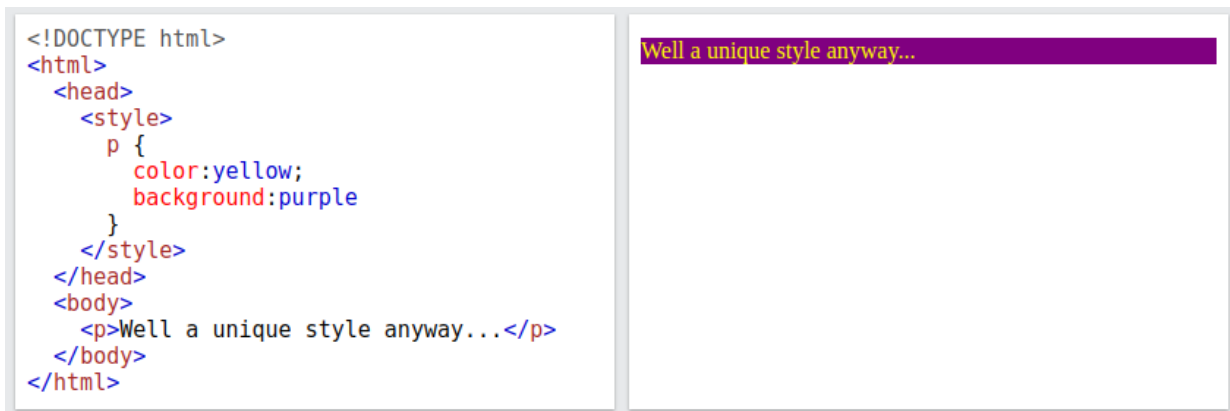 <!DOCTYPE html>
<html>
  <head>
    <style>
      p {
        color:yellow;
        background:purple
      }
    </style>
  </head>
  <body>
    <p>Well a unique style anyway...</p>
  </body>
</html>
Well a unique style anyway...